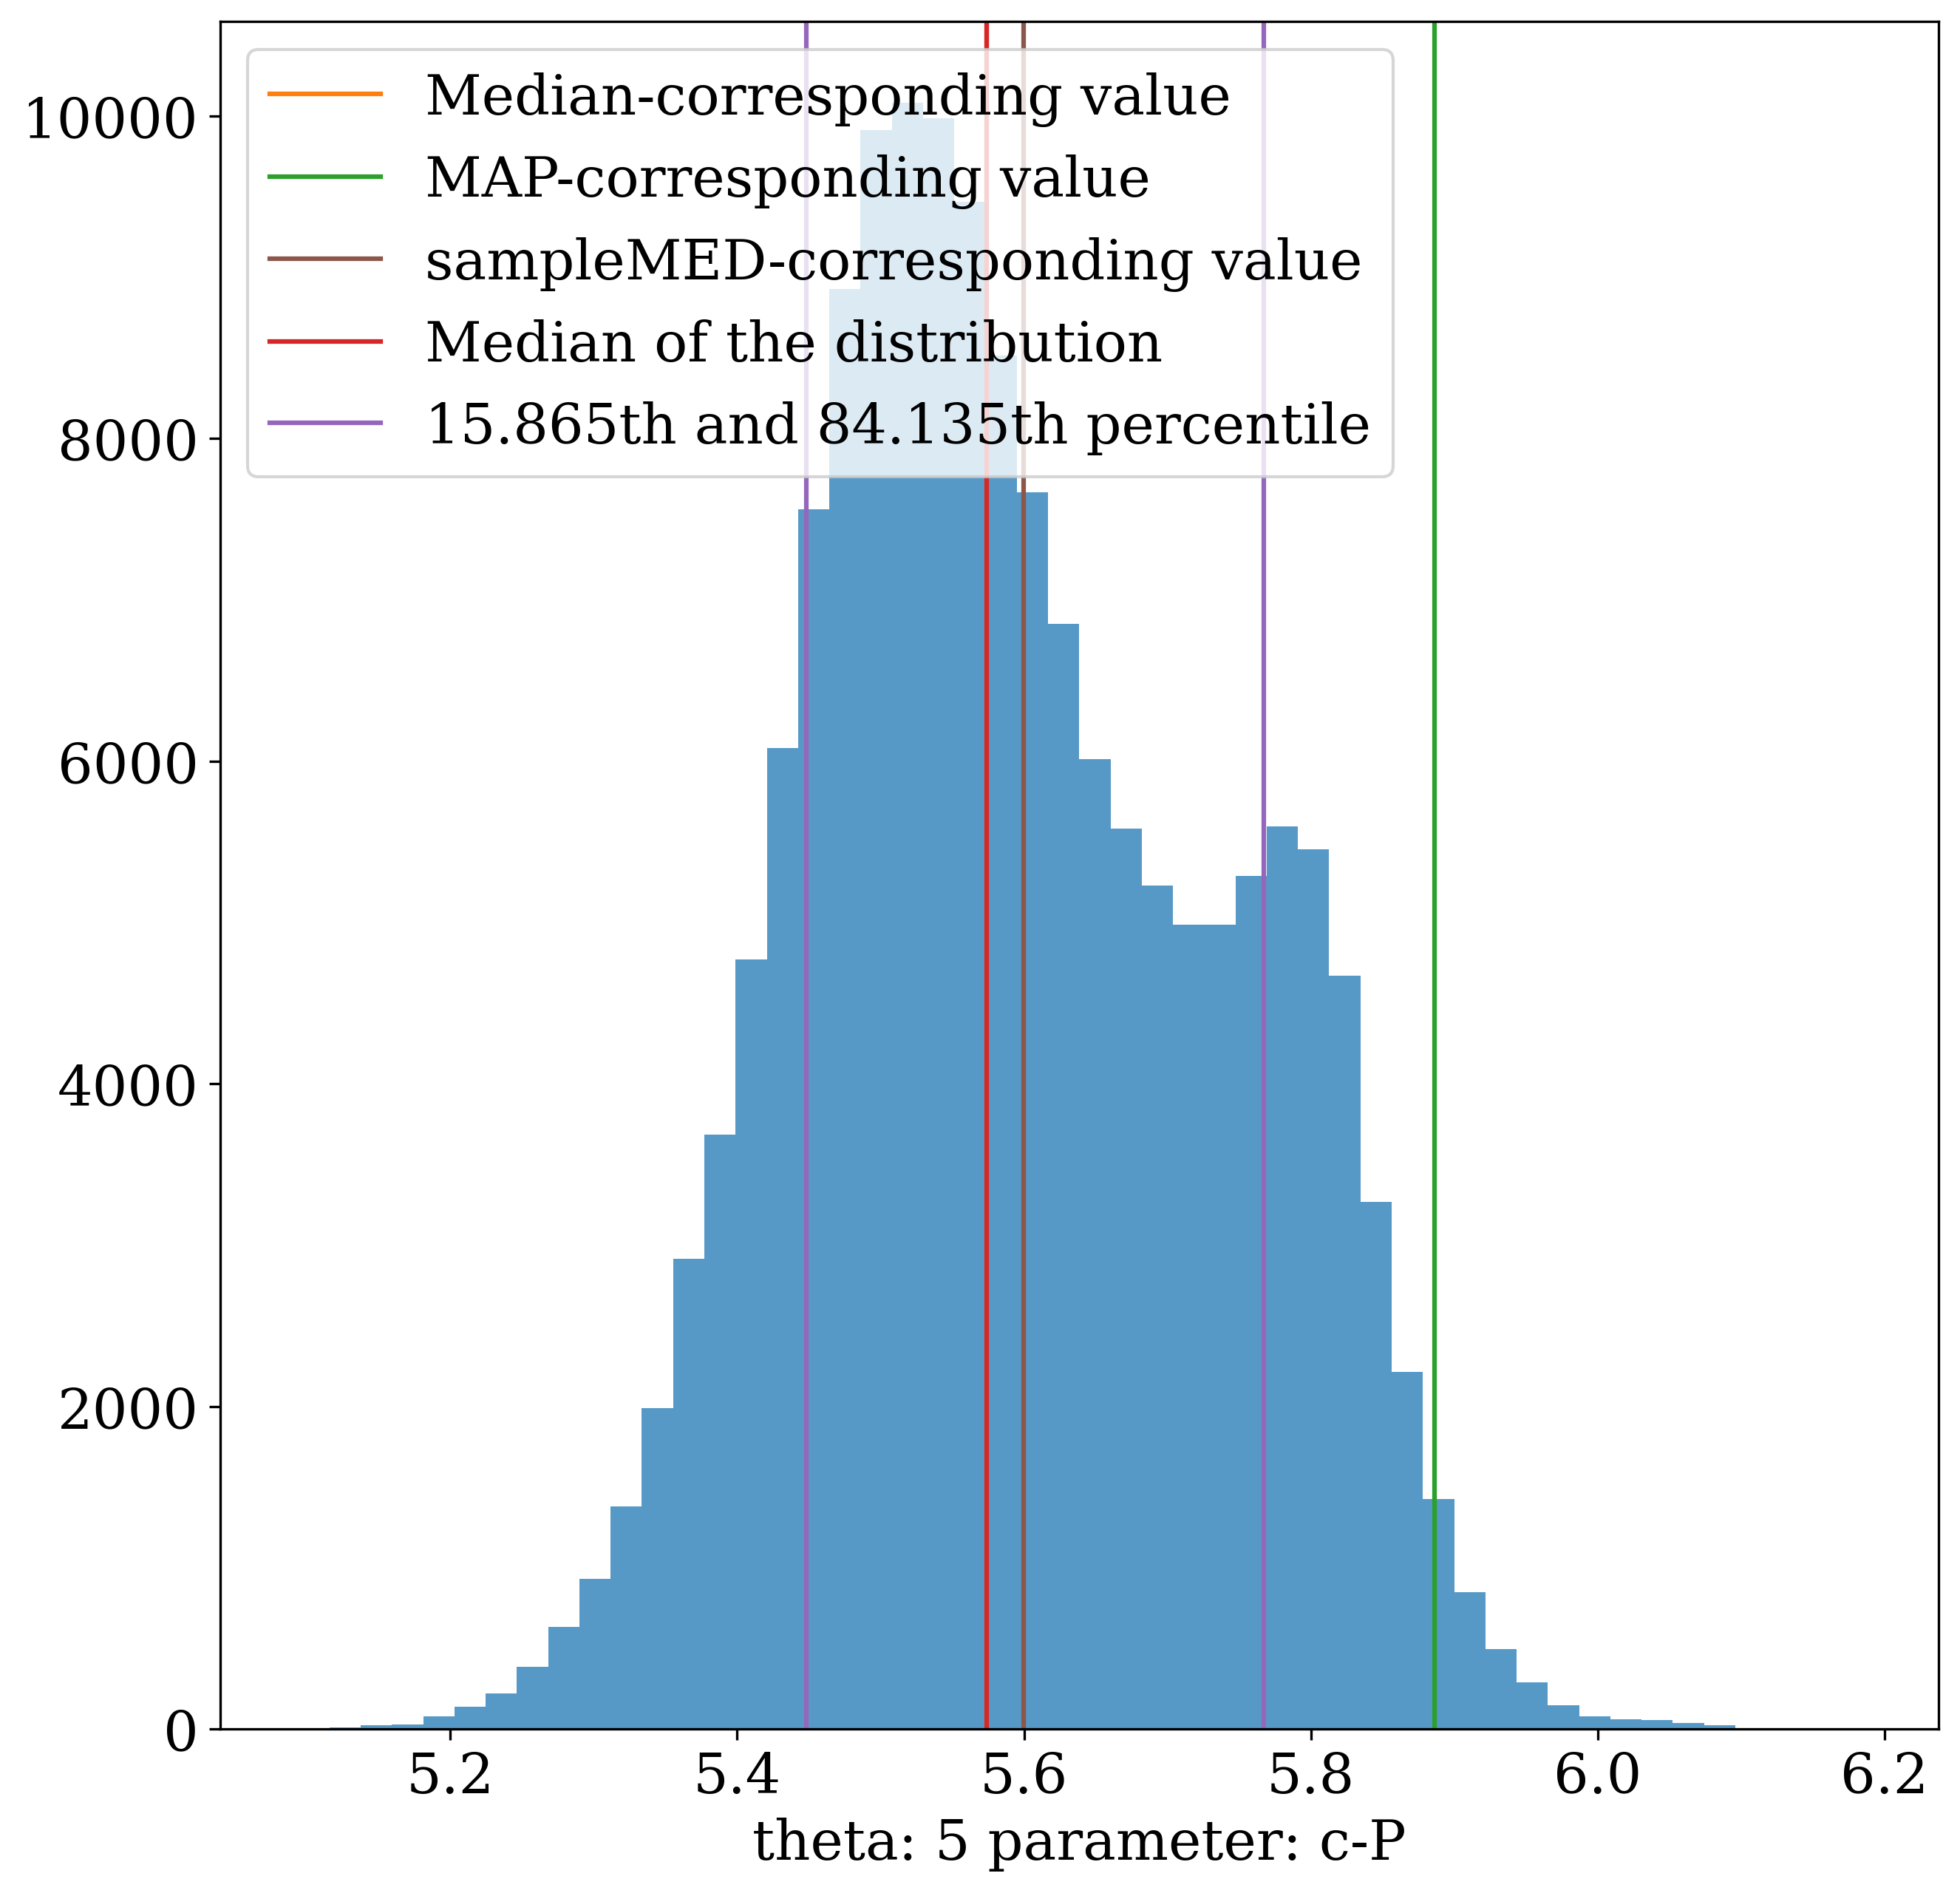 Median-corresponding value
MAP-corresponding value
sampleMED-corresponding value
Median of the distribution
15.865th and 84.135th percentile
10000
8000
6000
4000
2000
0
5.2 5.4 5.6 5.8 6.0 6.2
theta: 5 parameter: c-P